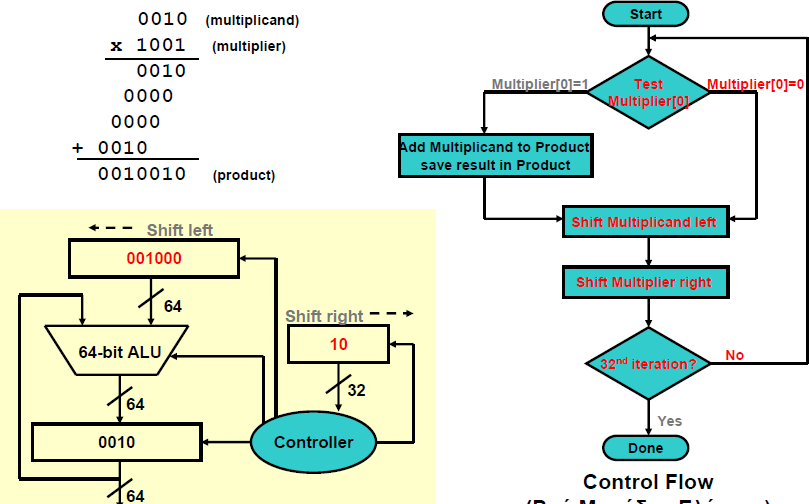 0010 (multiplicand)
x 1001 (multiplier)
0010
0000
0000
+ 0010
0010010 (product)
Shift left
001000
64
Shift right
10
64-bit ALU
32
64
0010
Controller
64
Start
Multiplier[0]=1
Test
Multiplier[0]
Multiplier[0]=0
Add Multiplicand to Product
save result in Product
Shift Multiplicand left
Shift Multiplier right
32nd iteration?
No
Yes
Done
Control Flow